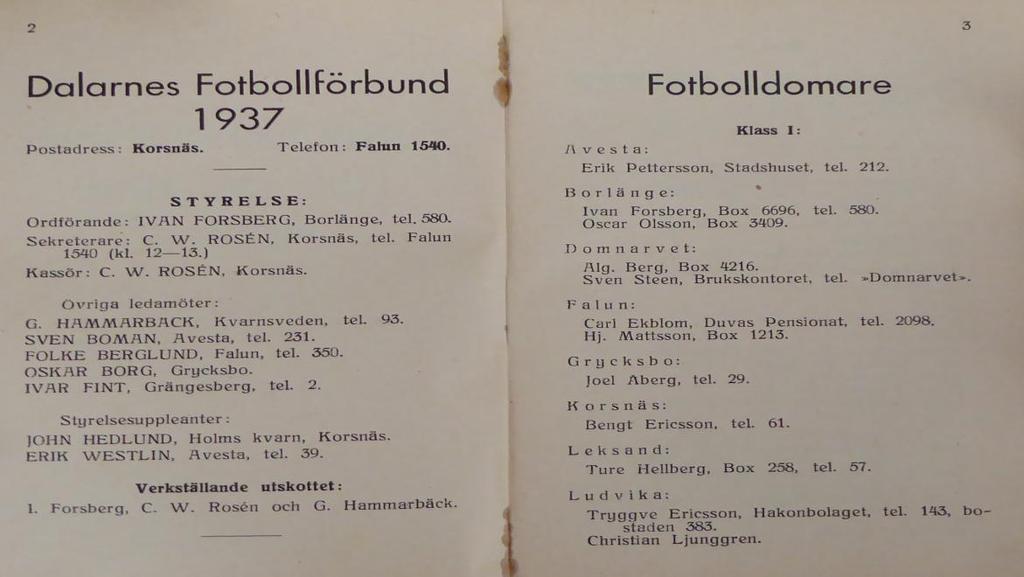 2
Dalarnes Fotbollförbund
1937
Postadress: Korsnäs. Telefon: Falun 1540.
STYRELSE:
Ordförande: IVAN FORSBERG, Borlänge, tel. 580.
Sekreterare: C. W. ROSÉN, Korsnäs, tel. Falun
1540 (kl. 12—13.)
Kassör: C. W. ROSÉN, Korsnäs.
Övriga ledamöter:
G. HAMMARBÄCK, Kvarnsveden, tel. 93.
SVEN BOMAN, Avesta, tel. 231.
FOLKE BERGLUND, Falun, tel. 350.
OSKAR BORG, Grycksbo.
IVAR FINT, Grängesberg, tel. 2.
Styrelsesuppleanter:
JOHN HEDLUND, Holms kvarn, Korsnäs.
ERIK WESTLIN, Avesta, tel. 39.
Verkställande utskottet:
I. Forsberg, C. W. Rosén och G. Hammarbäck.
3
Fotbolldomare
Klass I:
Avesta:
Erik Pettersson, Stadshuset, tel. 212.
Borlänge:
Ivan Forsberg, Box 6696, tel. 580.
Oscar Olsson, Box 3409.
Domnarvet:
Alg. Berg, Box 4216.
Sven Steen, Brukskontoret, tel. »Domnarvet».
Falun:
Carl Ekblom, Duvas Pensionat, tel. 2098.
Hj. Mattsson, Box 1213.
Grycksbo:
Joel Åberg, tel. 29.
Korsnäs:
Bengt Ericsson, tel. 61.
Leksand:
Ture Hellberg, Box 258, tel. 57.
Ludvika:
Tryggve Ericsson, Hakonbolaget, tel. 143, bo-
staden 383.
Christian Ljunggren.